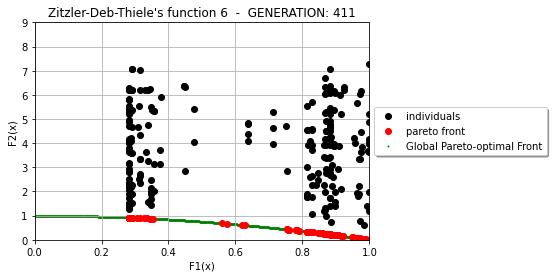 Zitzler-Deb-Thiele's function 6 - GENERATION: 411
9
8
7
6
5
4
3
2
1
0
F2(x)
0.0 0.2 0.4 0.6 0.8 1.0
F1(x)
individuals
pareto front
Global Pareto-optimal Front